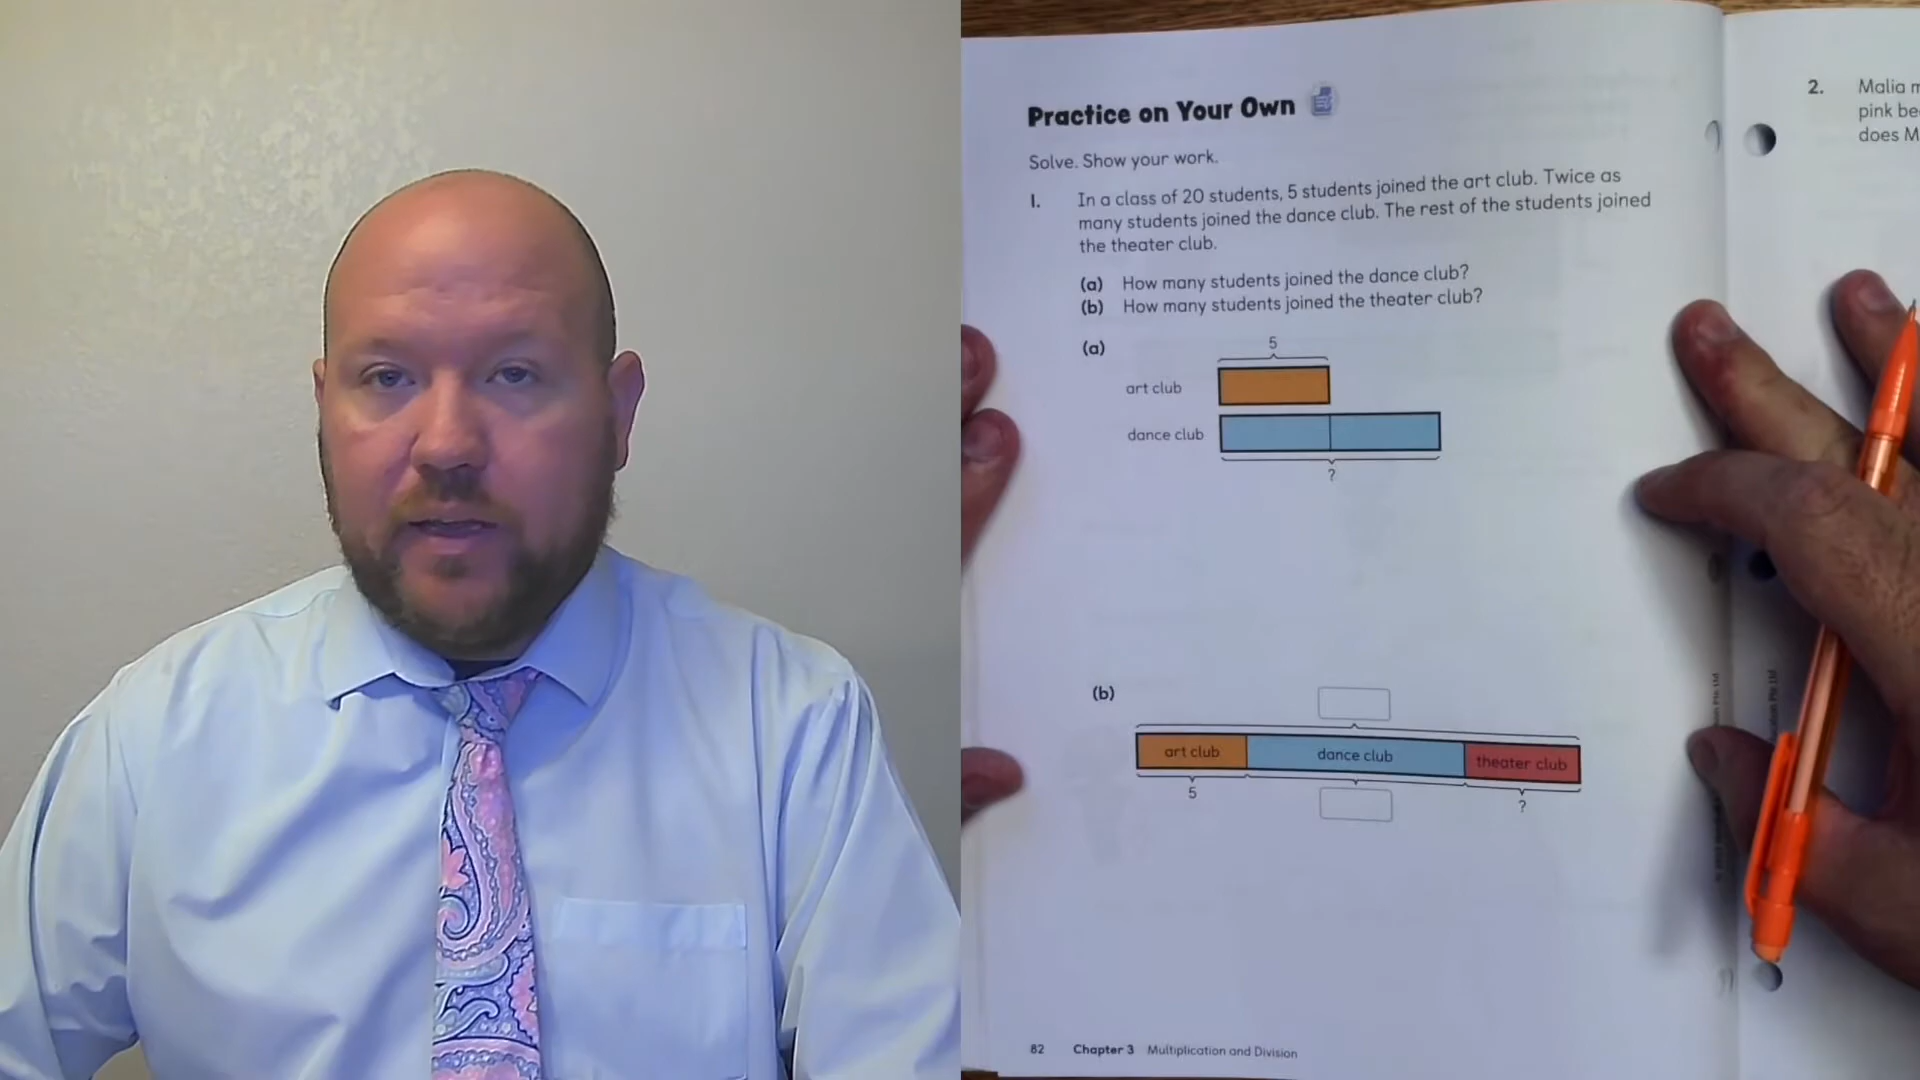 Practice on Your Own
Solve. Show your work.
1. In a class of 20 students, 5 students joined the art club. Twice as
many students joined the dance club. The rest of the students joined
the theater club.
(a) How many students joined the dance club?
(b) How many students joined the theater club?
(a)
5
art club
dance club
?
(b)
art club dance club theater club
5 ?
82 Chapter 3 Multiplication and Division
2. Malia
pink
does